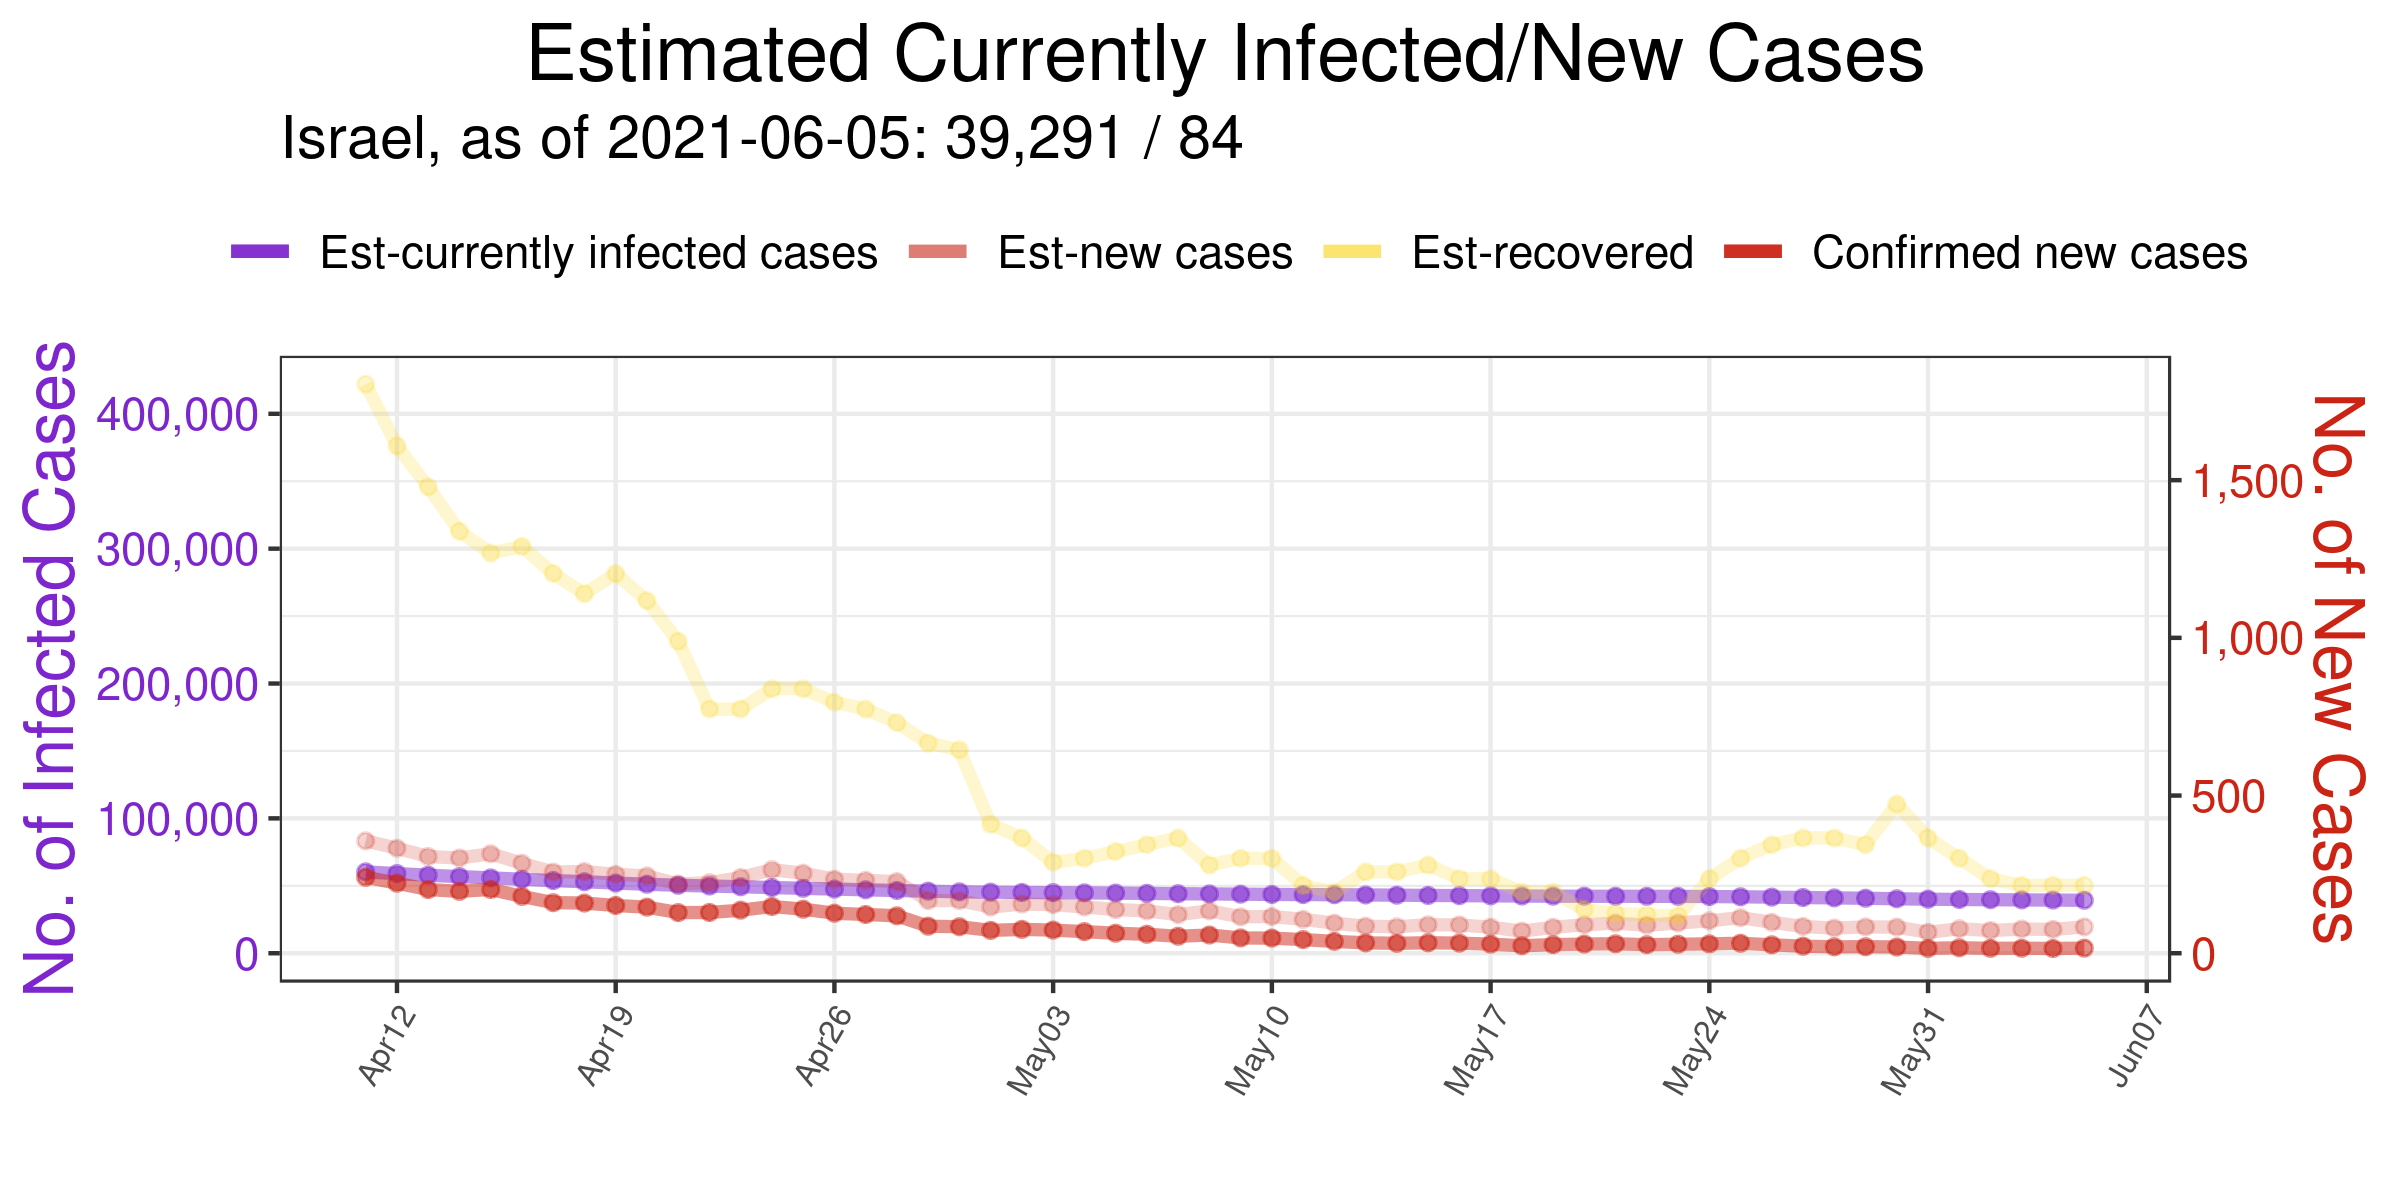 Estimated Currently Infected/New Cases
Israel, as of 2021-06-05: 39,291 / 84
Est-currently infected cases Est-new cases Est-recovered Confirmed new cases
No. of Infected Cases
400,000
300,000
200,000
100,000
0
1,500
1,000
500
0
No. of New Cases
Apr12 Apr19 Apr26 May03 May10 May17 May24 May31 Jun07